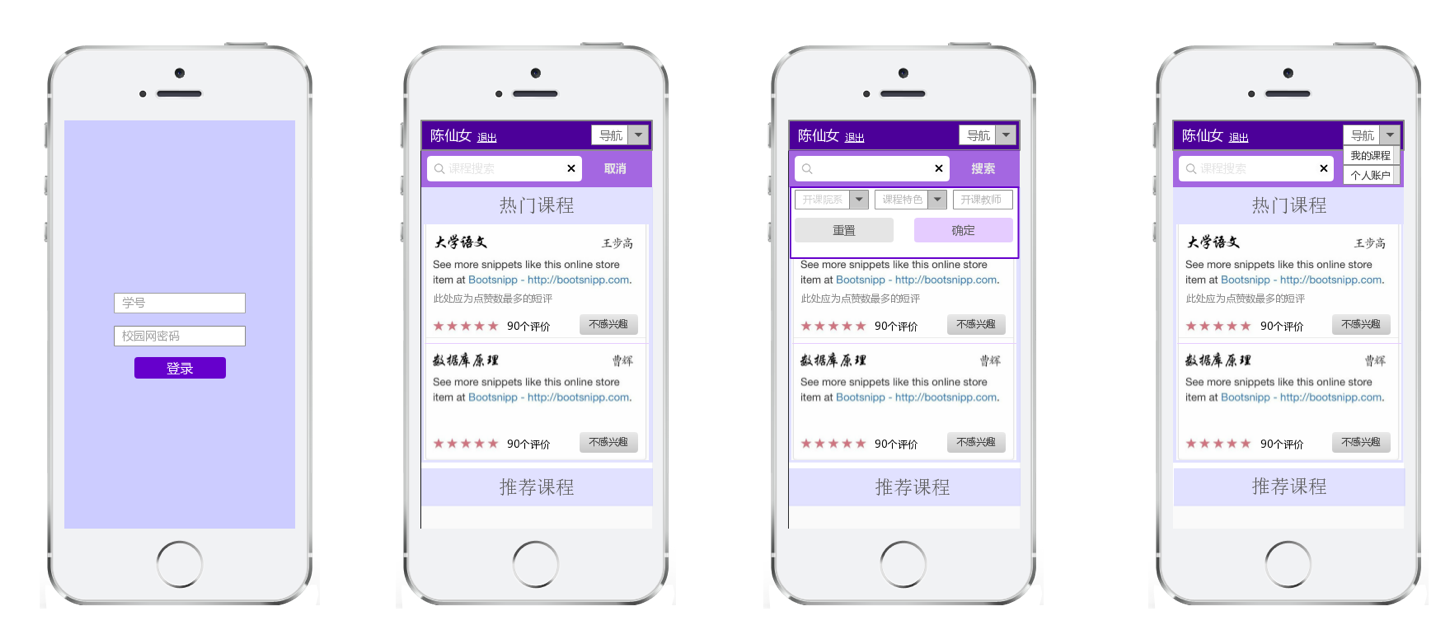 学号
校园网密码
登录
陈仙女 退出 导航
课程搜索 × 取消
热门课程
大学语文 王步高
See more snippets like this online store
item at Bootsnipp - http://bootsnipp.com.
此处应为点赞数最多的短评
★★★★★ 90个评价 不感兴趣
数据库原理 曹辉
See more snippets like this online store
item at Bootsnipp - http://bootsnipp.com.
★★★★★ 90个评价 不感兴趣
推荐课程
陈仙女 退出 导航
× 搜索
开课院系 课程特色 开课教师
重置 确定
See more snippets like this online store
item at Bootsnipp - http://bootsnipp.com.
此处应为点赞数最多的短评
★★★★★ 90个评价 不感兴趣
数据库原理 曹辉
See more snippets like this online store
item at Bootsnipp - http://bootsnipp.com.
★★★★★ 90个评价 不感兴趣
推荐课程
陈仙女 退出 导航
我的课程
课程搜索 ×
个人账户
热门课程
大学语文 王步高
See more snippets like this online store
item at Bootsnipp - http://bootsnipp.com.
此处应为点赞数最多的短评
★★★★★ 90个评价 不感兴趣
数据库原理 曹辉
See more snippets like this online store
item at Bootsnipp - http://bootsnipp.com.
★★★★★ 90个评价 不感兴趣
推荐课程